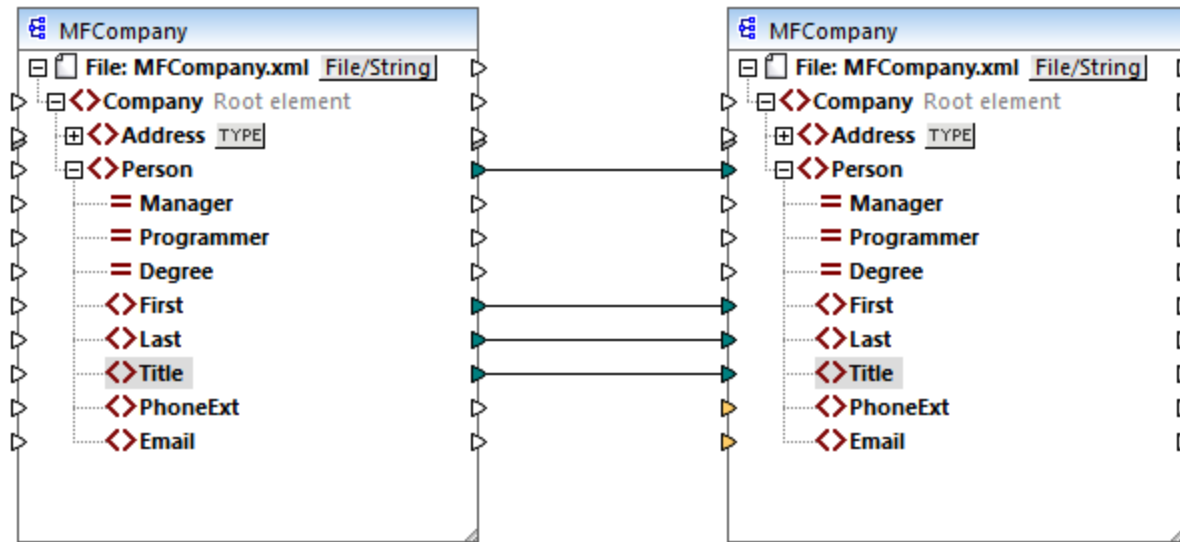 MFCompany
File: MFCompany.xml File/String
Company Root element
Address TYPE
Person
Manager
Programmer
Degree
First
Last
Title
PhoneExt
Email
MFCompany
File: MFCompany.xml File/String
Company Root element
Address TYPE
Person
Manager
Programmer
Degree
First
Last
Title
PhoneExt
Email